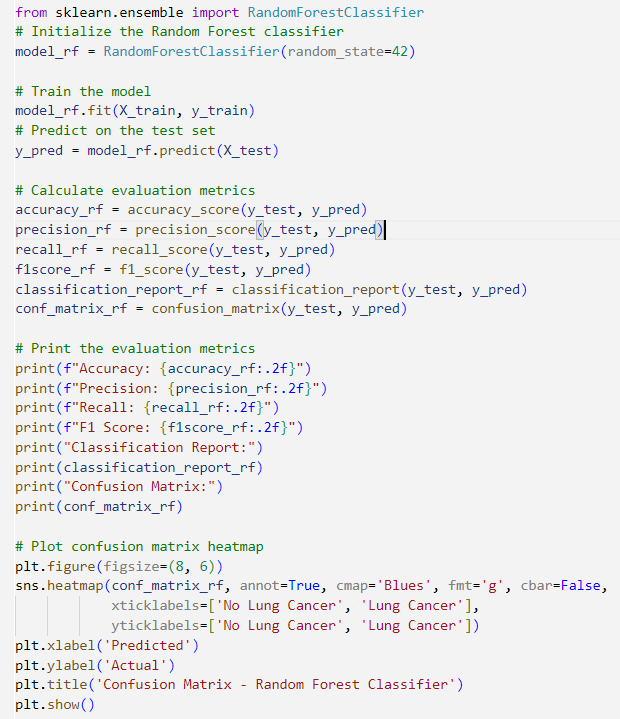 from sklearn.ensemble import RandomForestClassifier
# Initialize the Random Forest classifier
model_rf = RandomForestClassifier(random_state=42)

# Train the model
model_rf.fit(X_train, y_train)
# Predict on the test set
y_pred = model_rf.predict(X_test)

# Calculate evaluation metrics
accuracy_rf = accuracy_score(y_test, y_pred)
precision_rf = precision_score(y_test, y_pred)
recall_rf = recall_score(y_test, y_pred)
f1score_rf = f1_score(y_test, y_pred)
classification_report_rf = classification_report(y_test, y_pred)
conf_matrix_rf = confusion_matrix(y_test, y_pred)

# Print the evaluation metrics
print(f"Accuracy: {accuracy_rf:.2f}")
print(f"Precision: {precision_rf:.2f}")
print(f"Recall: {recall_rf:.2f}")
print(f"F1 Score: {f1score_rf:.2f}")
print("Classification Report:")
print(classification_report_rf)
print("Confusion Matrix:")
print(conf_matrix_rf)

# Plot confusion matrix heatmap
plt.figure(figsize=(8, 6))
sns.heatmap(conf_matrix_rf, annot=True, cmap='Blues', fmt='g', cbar=False,
            xticklabels=['No Lung Cancer', 'Lung Cancer'],
            yticklabels=['No Lung Cancer', 'Lung Cancer'])
plt.xlabel('Predicted')
plt.ylabel('Actual')
plt.title('Confusion Matrix - Random Forest Classifier')
plt.show()